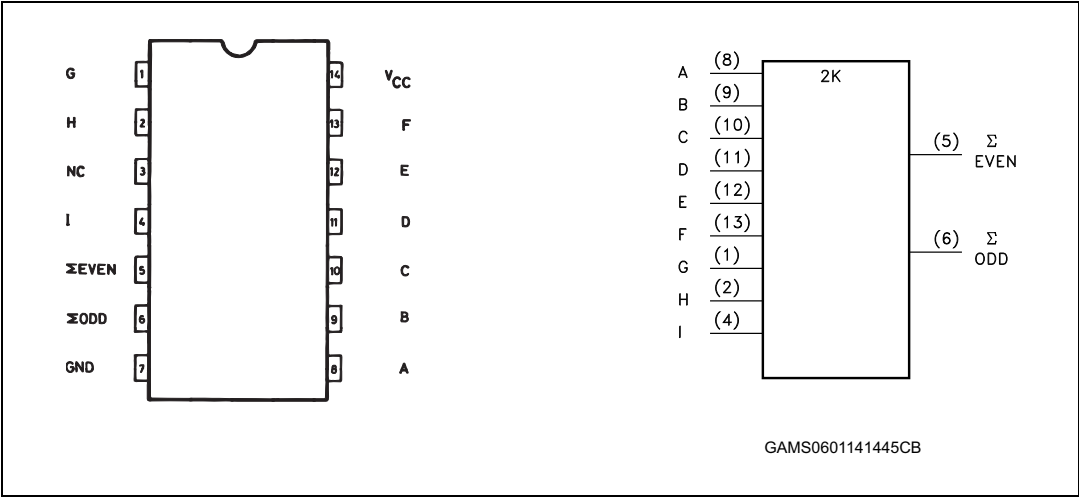 G 1 14 VCC
H 2 13 F
NC 3 12 E
I 4 11 D
ΣEVEN 5 10 C
ΣODD 6 9 B
GND 7 8 A
2K
A (8)
B (9)
C (10)
D (11)
E (12)
F (13)
G (1)
H (2)
I (4)
(5) Σ
EVEN
(6) Σ
ODD
GAMS0601141445CB